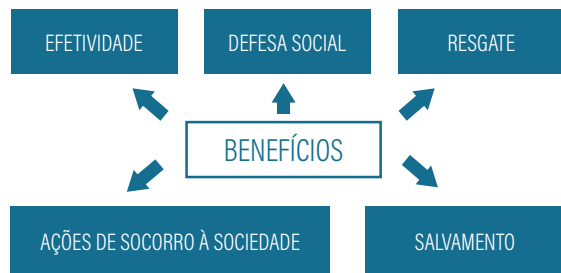 EFETIVIDADE
DEFESA SOCIAL
RESGATE
BENEFÍCIOS
AÇÕES DE SOCORRO À SOCIEDADE
SALVAMENTO